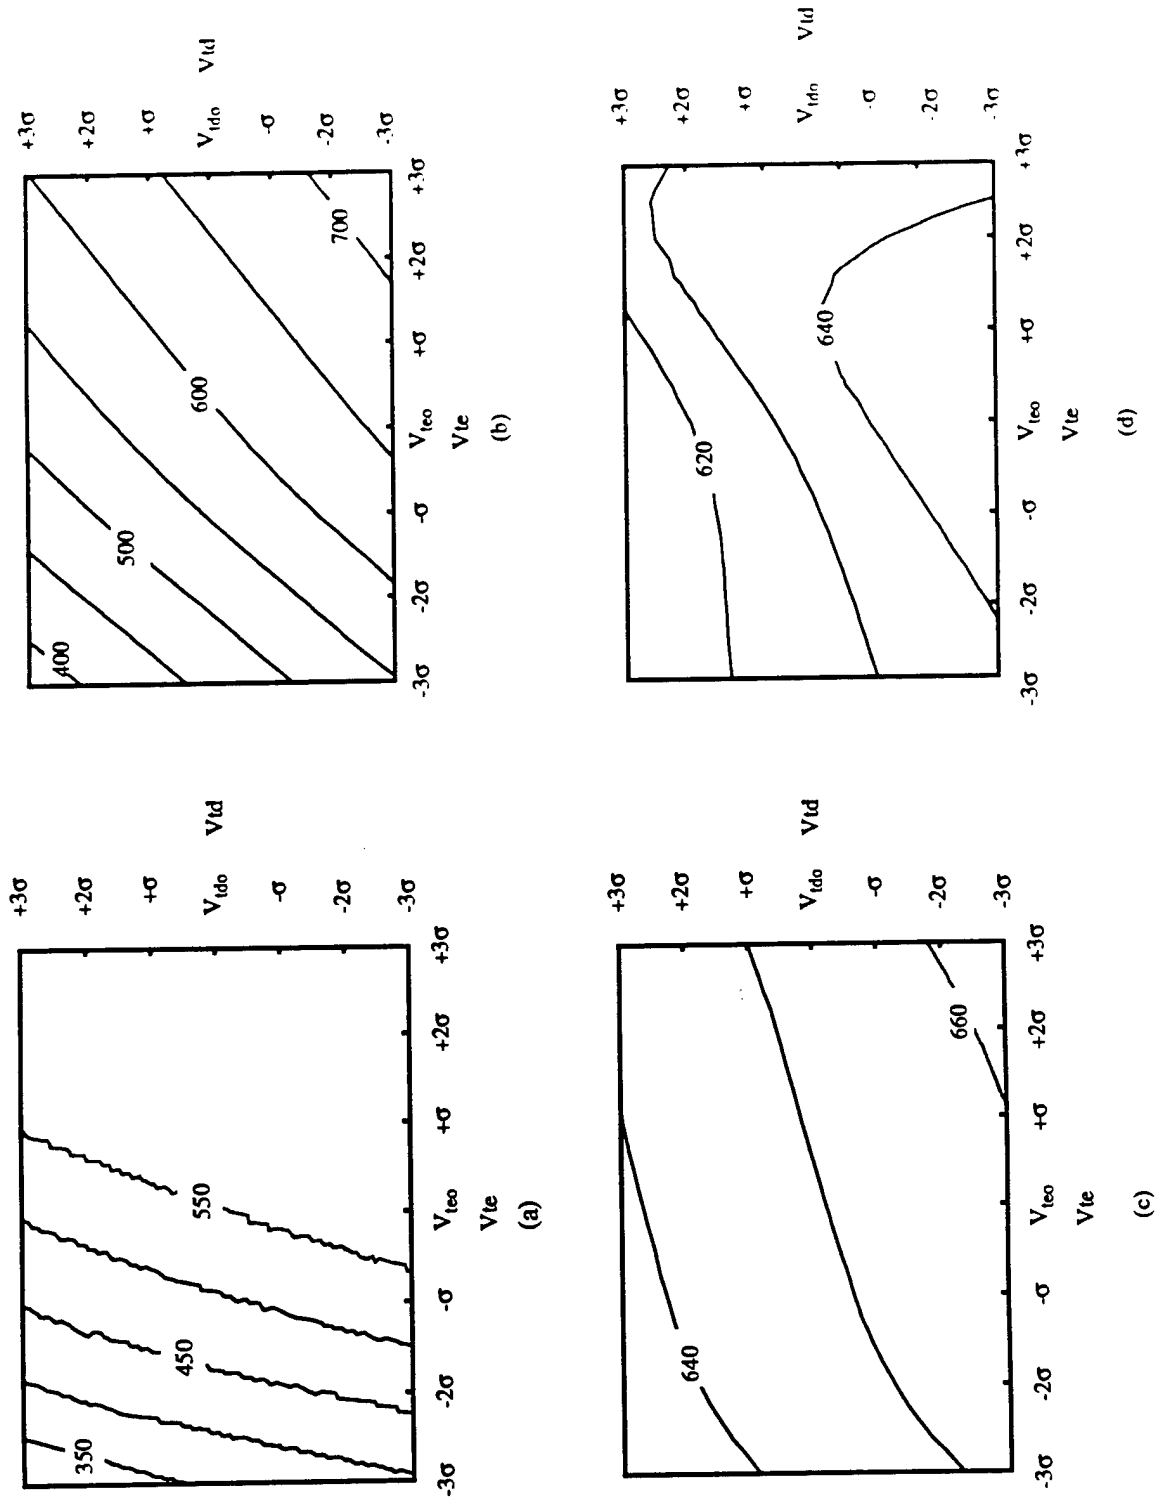 +3σ
+2σ
+σ
V_tdo
-σ
-2σ
-3σ
Vtd
350
450
550
-3σ
-2σ
-σ
V_teo
+σ
+2σ
+3σ
Vte
(a)
+3σ
+2σ
+σ
V_tdo
-σ
-2σ
-3σ
Vtd
400
500
600
700
-3σ
-2σ
-σ
V_teo
+σ
+2σ
+3σ
Vte
(b)
+3σ
+2σ
+σ
V_tdo
-σ
-2σ
-3σ
Vtd
640
660
-3σ
-2σ
-σ
V_teo
+σ
+2σ
+3σ
Vte
(c)
+3σ
+2σ
+σ
V_tdo
-σ
-2σ
-3σ
Vtd
620
640
-3σ
-2σ
-σ
V_teo
+σ
+2σ
+3σ
Vte
(d)